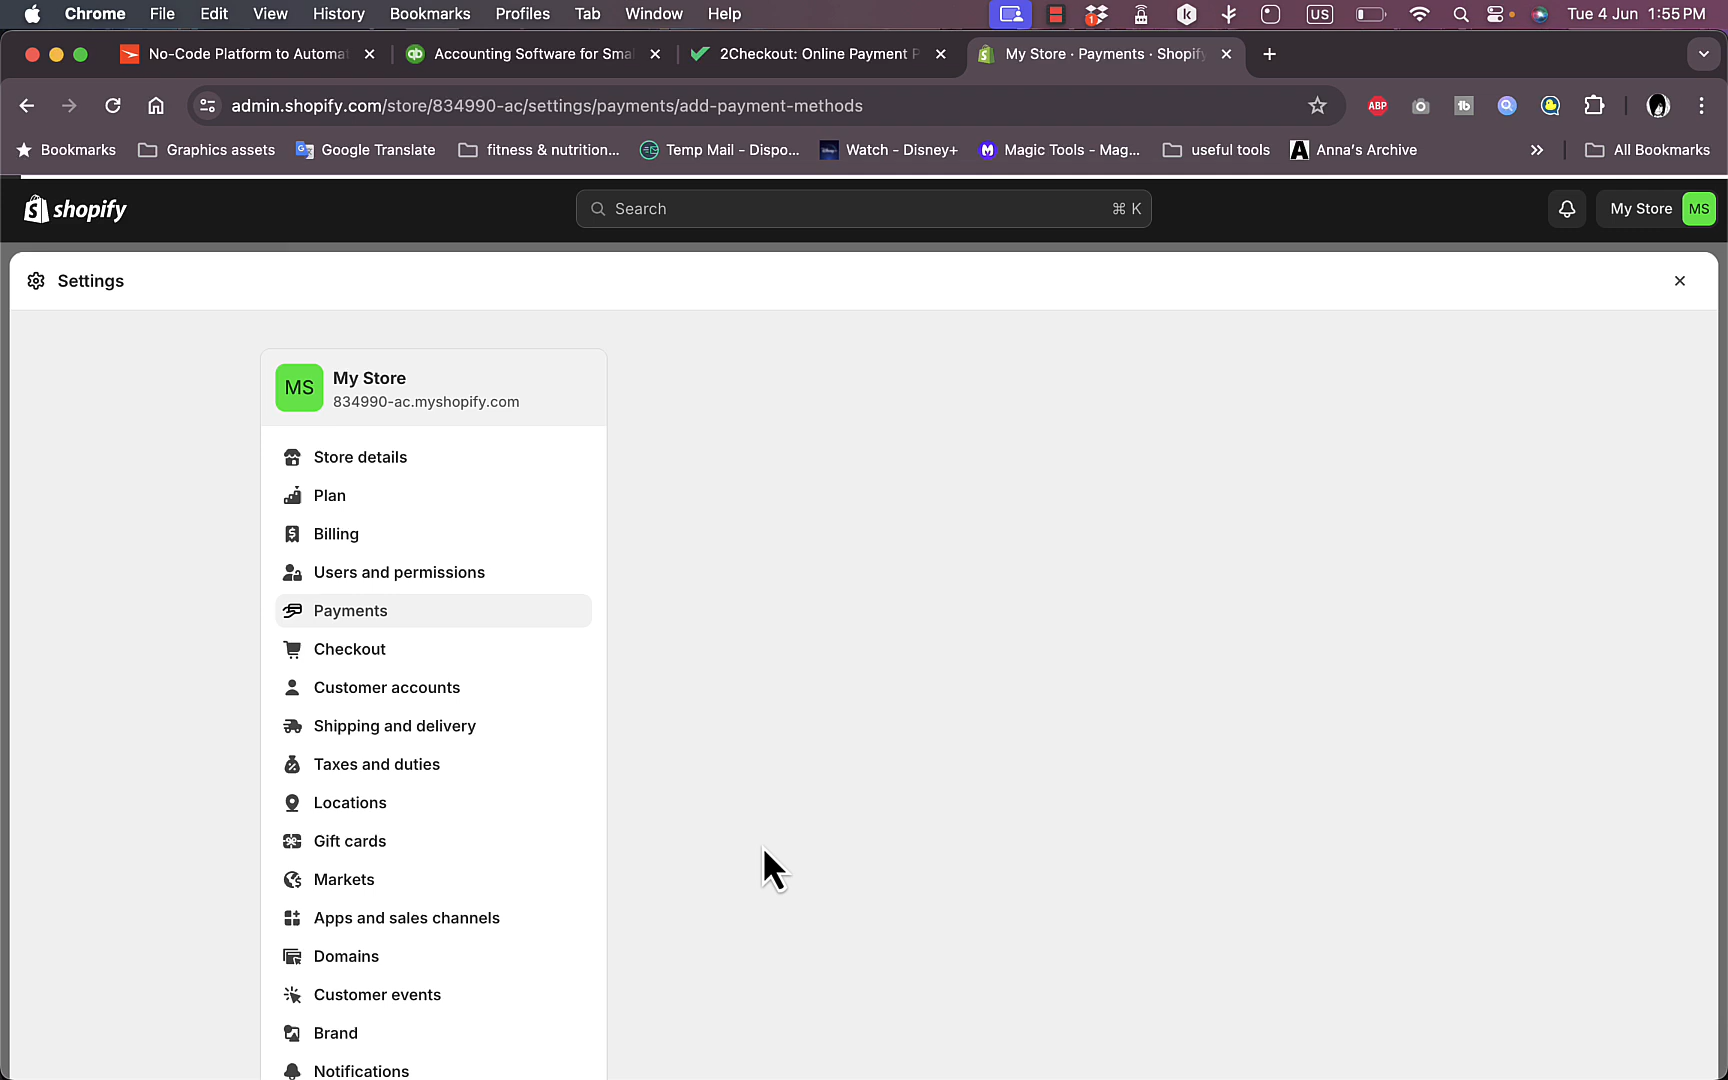 Chrome File Edit View History Bookmarks Profiles Tab Window Help 1 US Tue 4 Jun 1:55 PM
No-Code Platform to Automat Accounting Software for Smal 2Checkout: Online Payment P My Store · Payments · Shopify
admin.shopify.com/store/834990-ac/settings/payments/add-payment-methods ABP tb
Bookmarks Graphics assets Google Translate fitness & nutrition... Temp Mail - Dispo... Watch - Disney+ Magic Tools - Mag... useful tools Anna's Archive All Bookmarks
shopify Search ⌘ K My Store MS
Settings
MS My Store
834990-ac.myshopify.com
Store details
Plan
Billing
Users and permissions
Payments
Checkout
Customer accounts
Shipping and delivery
Taxes and duties
Locations
Gift cards
Markets
Apps and sales channels
Domains
Customer events
Brand
Notifications